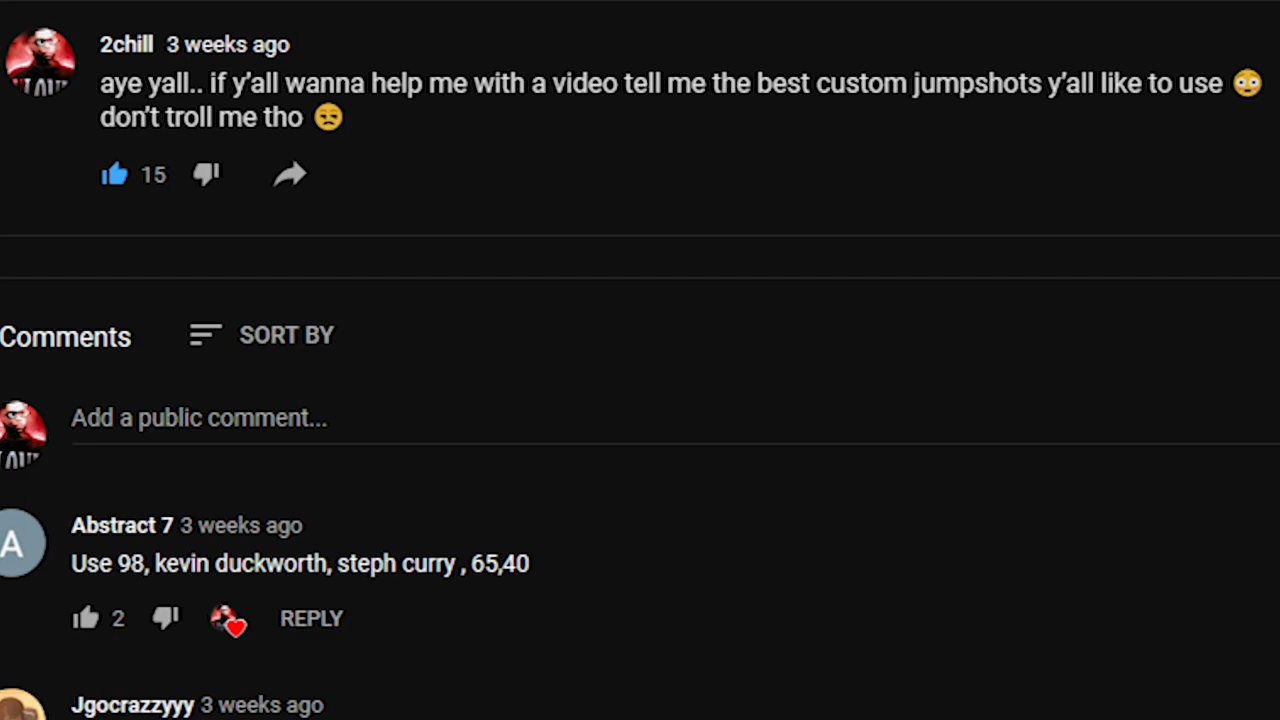 2chill 3 weeks ago
aye yall.. if y'all wanna help me with a video tell me the best custom jumpshots y'all like to use 😳
don't troll me tho 😒
15
Comments
SORT BY
Add a public comment...
A
Abstract 7 3 weeks ago
Use 98, kevin duckworth, steph curry , 65,40
2
REPLY
Jgocrazzyyy 3 weeks ago